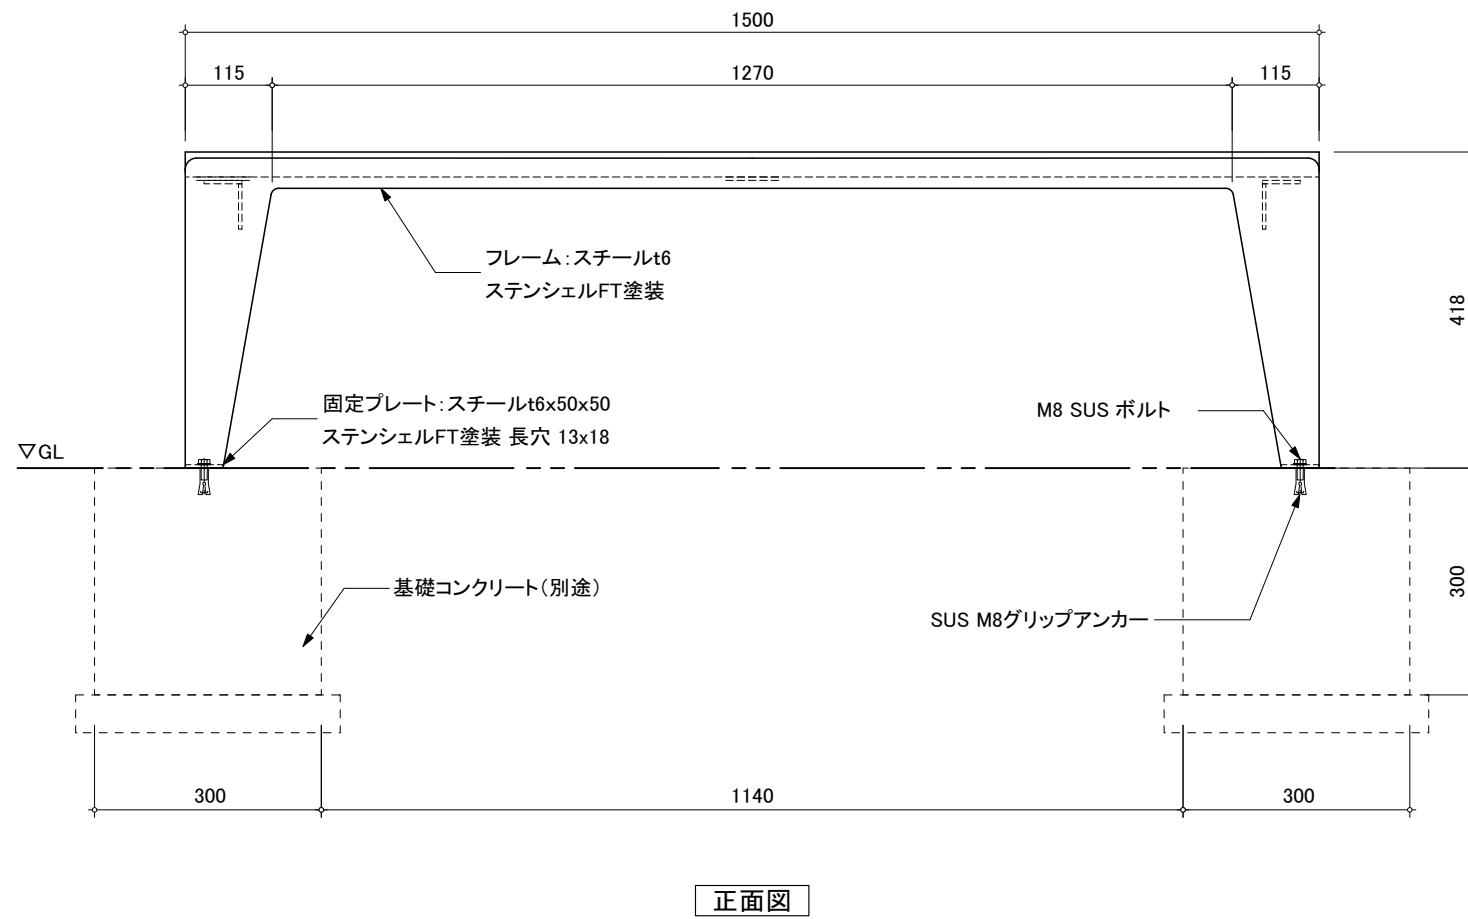 1500
115
1270
115
フレーム:スチールt6
ステンシェルFT塗装
418
固定プレート:スチールt6x50x50
ステンシェルFT塗装 長穴 13x18
M8 SUS ボルト
▽GL
基礎コンクリート(別途)
300
SUS M8グリップアンカー
300
1140
300
正面図